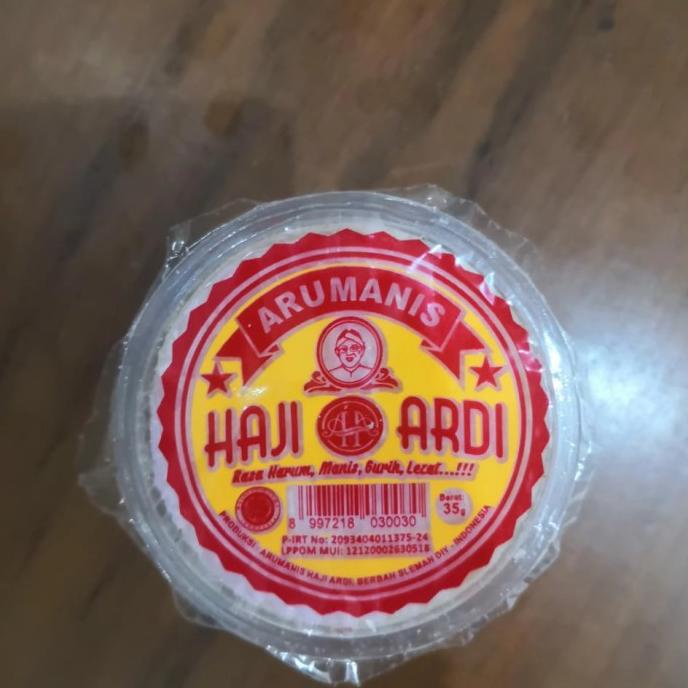 ARUMANIS
HAJI AHA ARDI
Rasa Harum, Manis, Gurih, Lezat...!!!
8 997218 030030
Berat:
35g
P-IRT No: 2093404011375-24
LPPOM MUI: 12120002630518
PRODUKSI : ARUMANIS HAJI ARDI, BERBAH SLEMAN DIY - INDONESIA